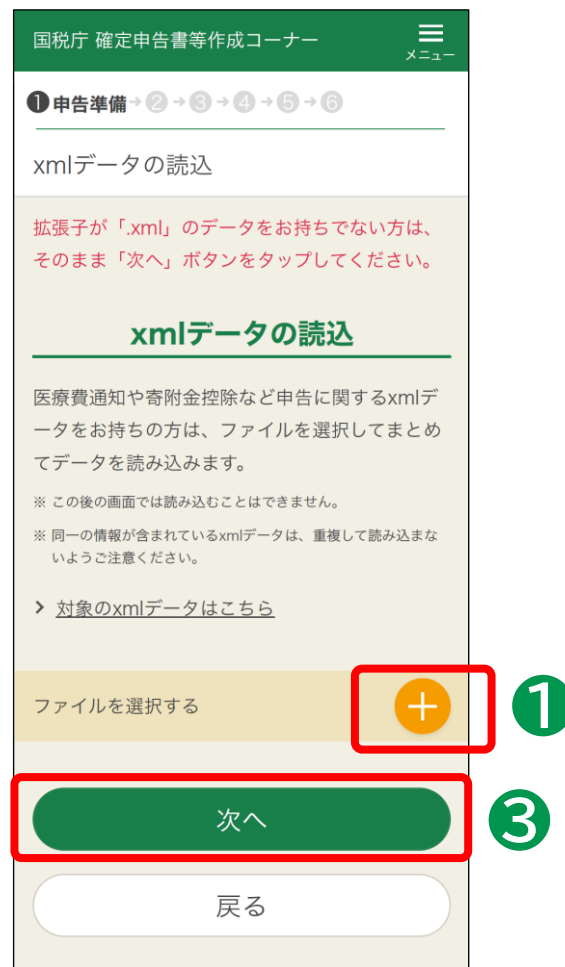 国税庁 確定申告書等作成コーナー
メニュー
❶申告準備→②→③→④→⑤→⑥
xmlデータの読込
拡張子が「.xml」のデータをお持ちでない方は、
そのまま「次へ」ボタンをタップしてください。
xmlデータの読込
医療費通知や寄附金控除など申告に関するxmlデ
ータをお持ちの方は、ファイルを選択してまとめ
てデータを読み込みます。
※ この後の画面では読み込むことはできません。
※ 同一の情報が含まれているxmlデータは、重複して読み込まな
いようご注意ください。
> 対象のxmlデータはこちら
ファイルを選択する +
❶
次へ
❸
戻る